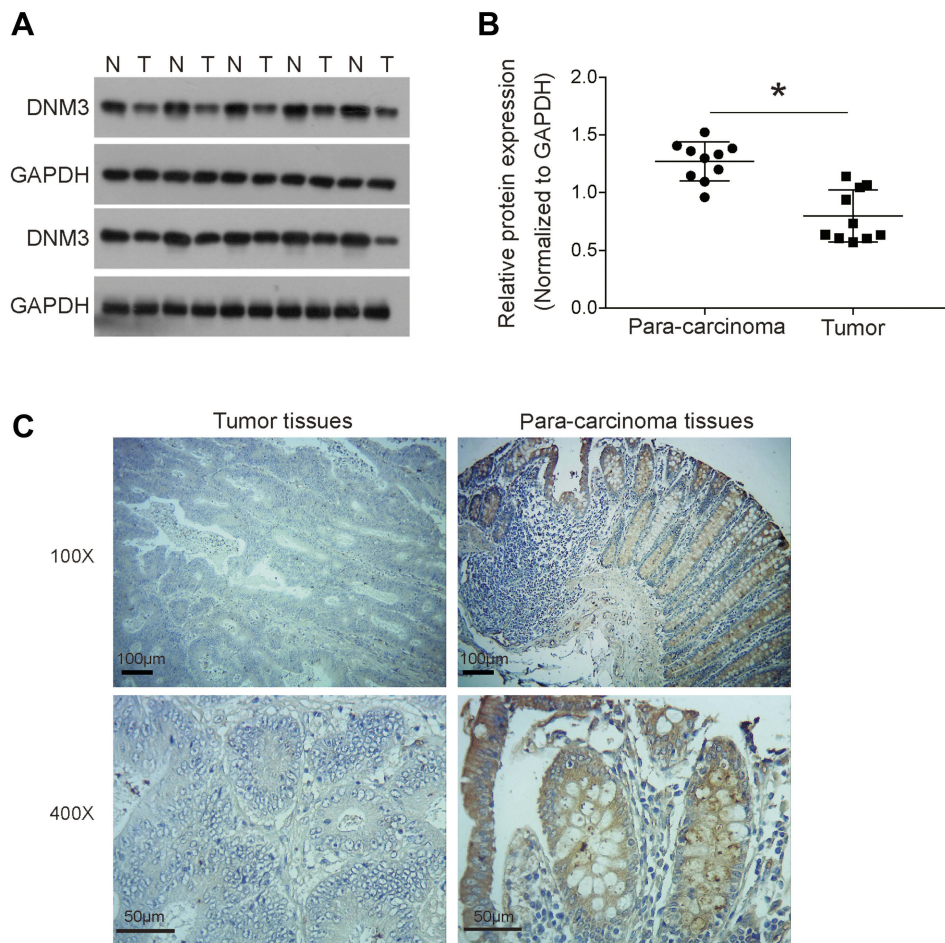 A
N T N T N T N T N T
DNM3
GAPDH
DNM3
GAPDH
B
Relative protein expression
(Normalized to GAPDH)
2.0
1.5
1.0
0.5
0.0
*
Para-carcinoma Tumor
C
Tumor tissues Para-carcinoma tissues
100X
100μm 100μm
400X
50μm 50μm